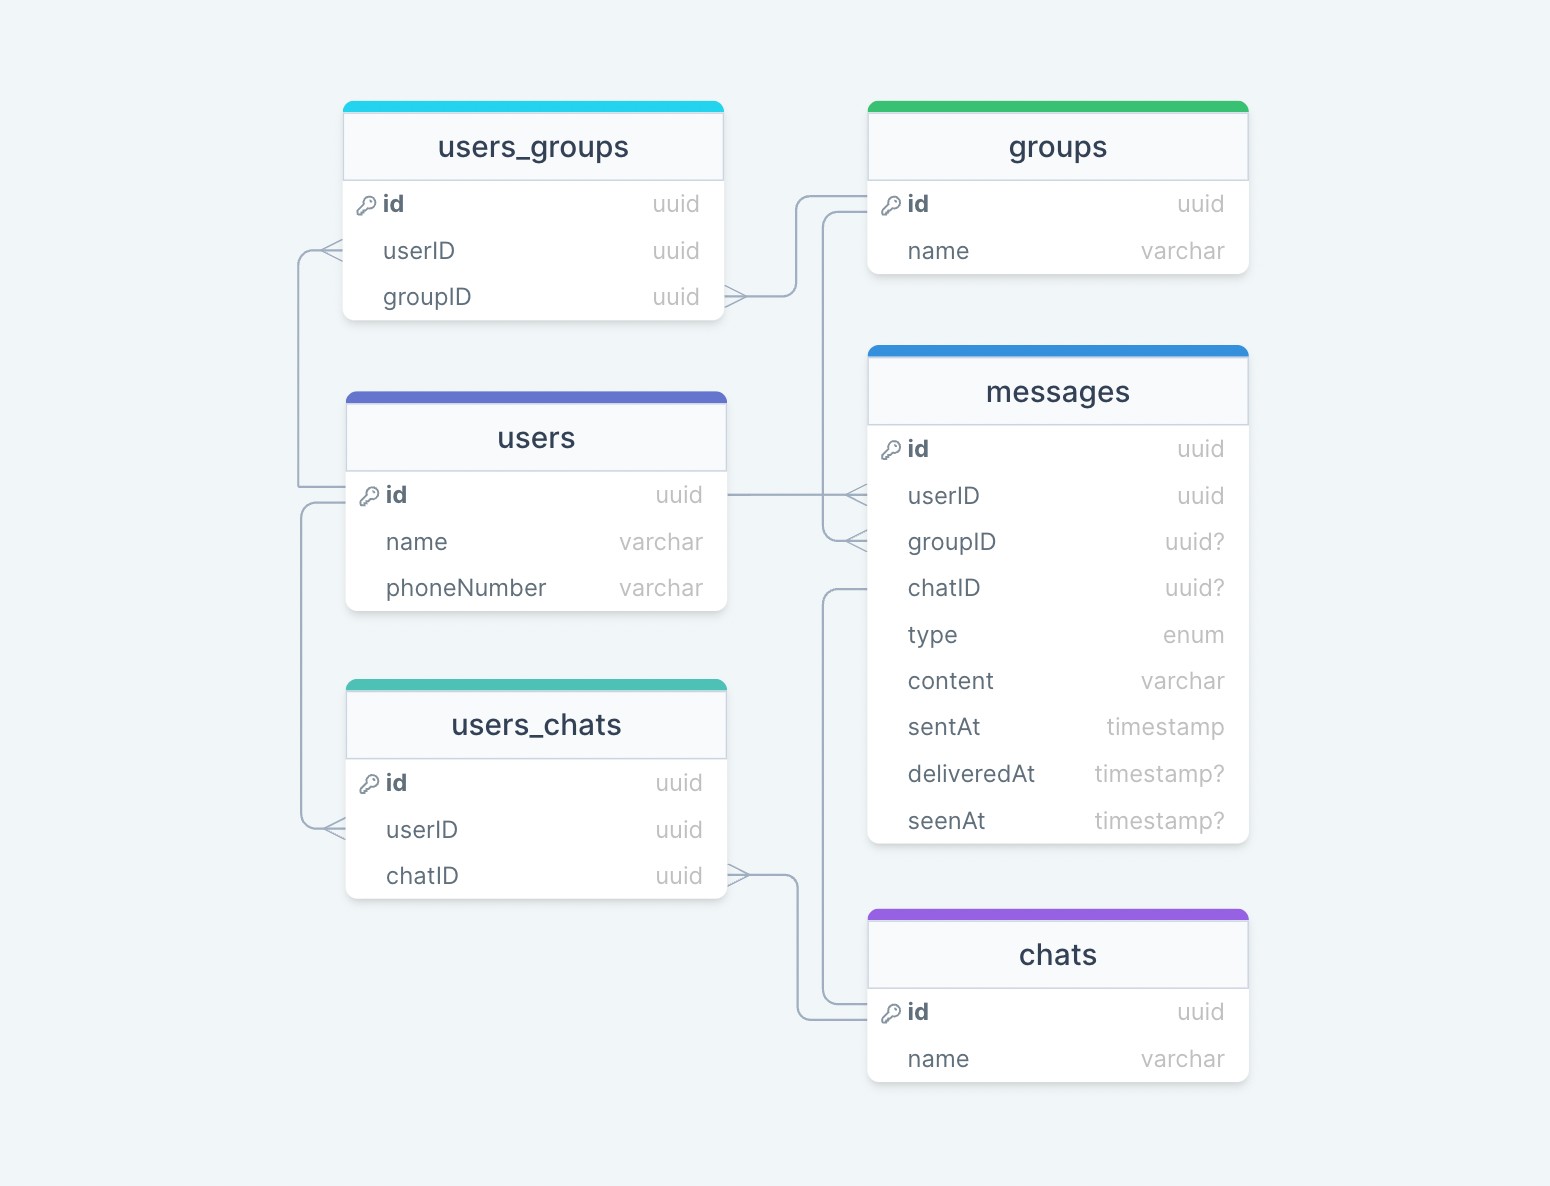 users_groups
id uuid
userID uuid
groupID uuid
groups
id uuid
name varchar
users
id uuid
name varchar
phoneNumber varchar
messages
id uuid
userID uuid
groupID uuid?
chatID uuid?
type enum
content varchar
sentAt timestamp
deliveredAt timestamp?
seenAt timestamp?
users_chats
id uuid
userID uuid
chatID uuid
chats
id uuid
name varchar